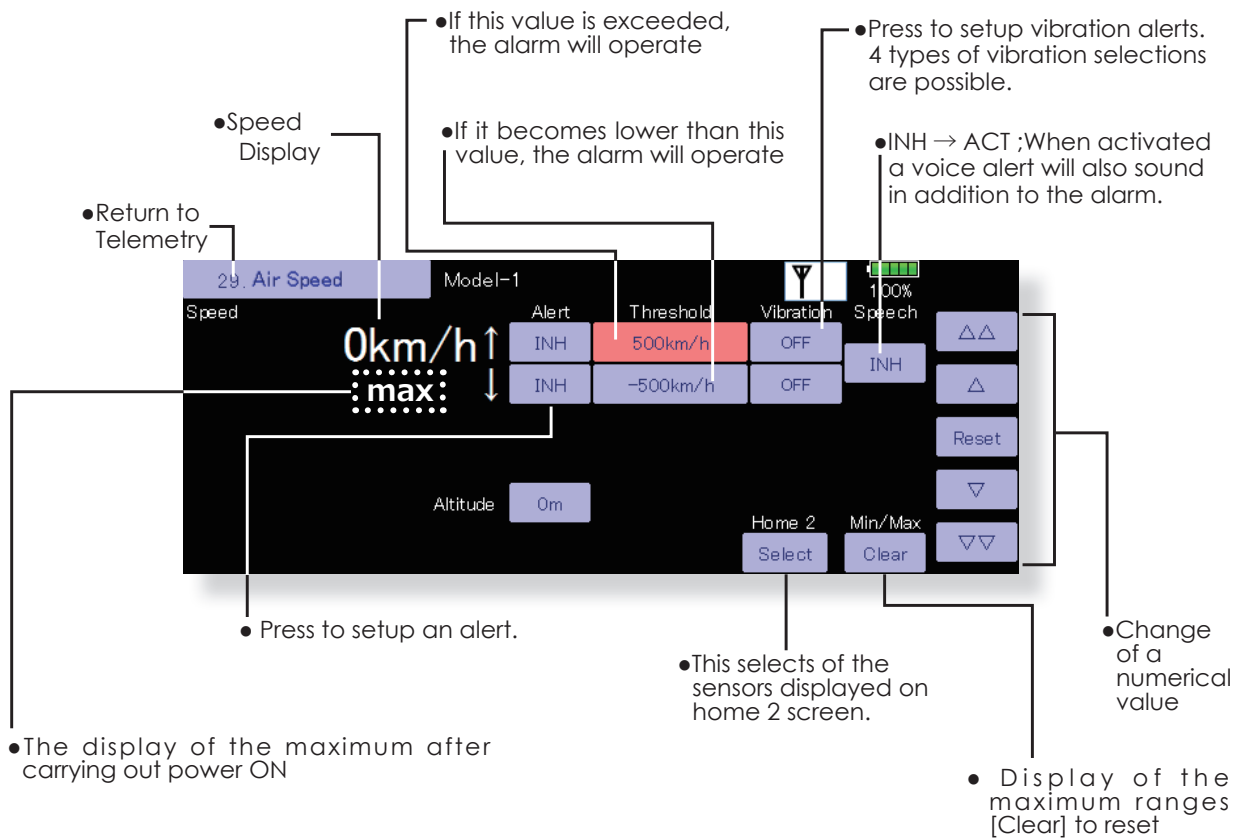 ●If this value is exceeded,
the alarm will operate
●Press to setup vibration alerts.
4 types of vibration selections
are possible.
●Speed
Display
●If it becomes lower than this
value, the alarm will operate
●INH → ACT ;When activated
a voice alert will also sound
in addition to the alarm.
●Return to
Telemetry
29. Air Speed
Model-1
100%
Speed
Alert
Threshold
Vibration
Speech
0km/h↑
INH
500km/h
OFF
INH
△△
max ↓
INH
-500km/h
OFF
△
Reset
▽
Altitude
0m
Home 2
Min/Max
Select
Clear
▽▽
● Press to setup an alert.
●This selects of the
sensors displayed on
home 2 screen.
●Change
of a
numerical
value
●The display of the maximum after
carrying out power ON
● Display of the
maximum ranges
[Clear] to reset